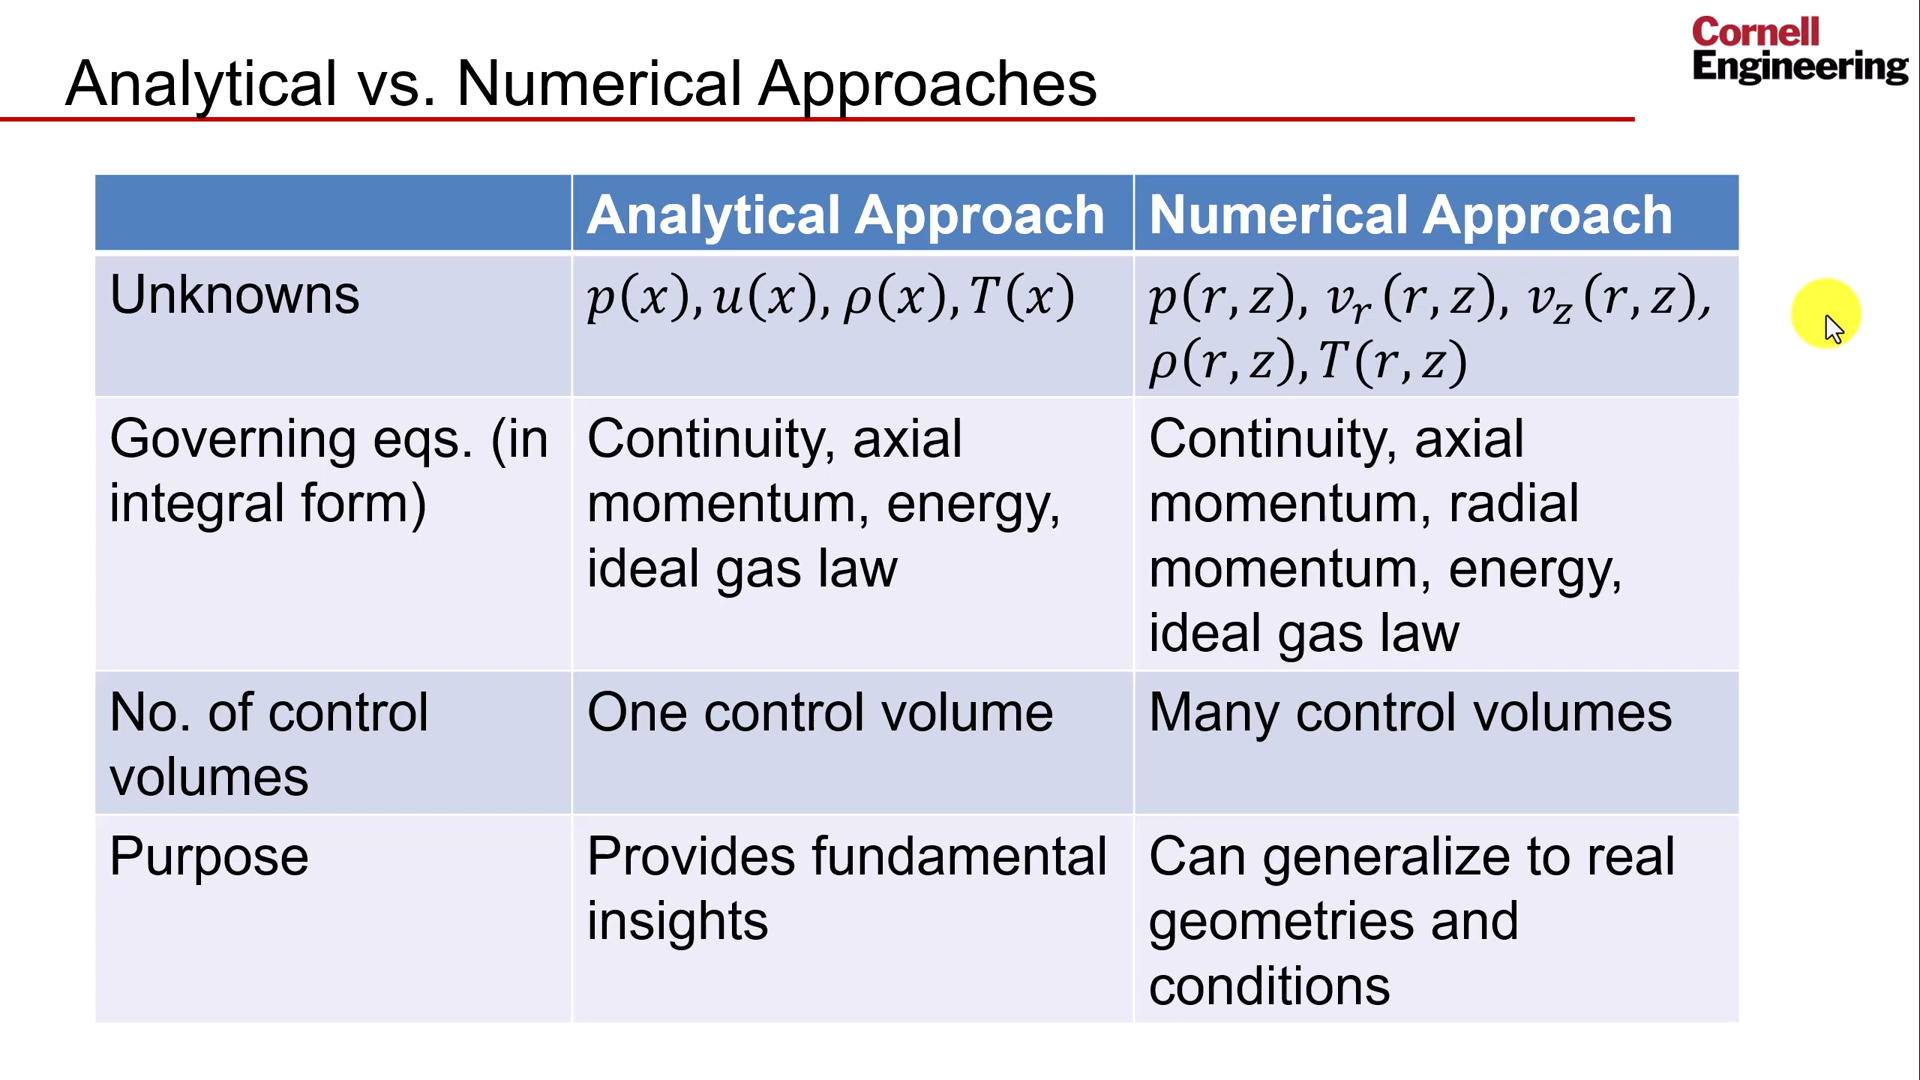 Cornell
Engineering
Analytical vs. Numerical Approaches
Analytical Approach
Numerical Approach
Unknowns
p(x), u(x), ρ(x), T(x)
p(r, z), v_r(r, z), v_z(r, z),
ρ(r, z), T(r, z)
Governing eqs. (in
integral form)
Continuity, axial
momentum, energy,
ideal gas law
Continuity, axial
momentum, radial
momentum, energy,
ideal gas law
No. of control
volumes
One control volume
Many control volumes
Purpose
Provides fundamental
insights
Can generalize to real
geometries and
conditions